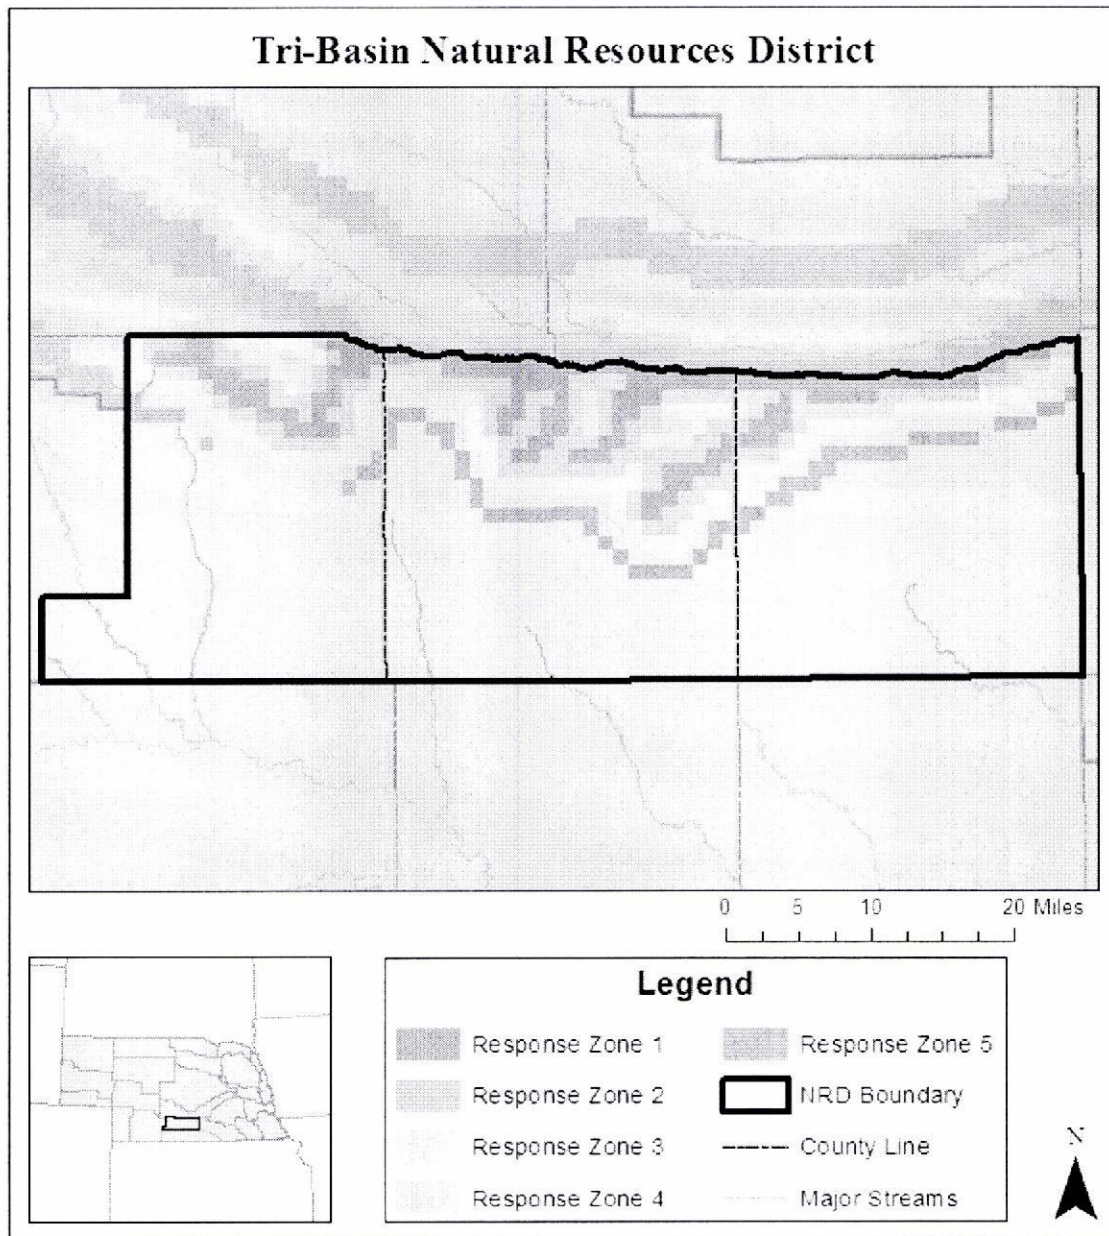 Tri-Basin Natural Resources District
0 5 10 20 Miles
Legend
Response Zone 1
Response Zone 2
Response Zone 3
Response Zone 4
Response Zone 5
NRD Boundary
County Line
Major Streams
N